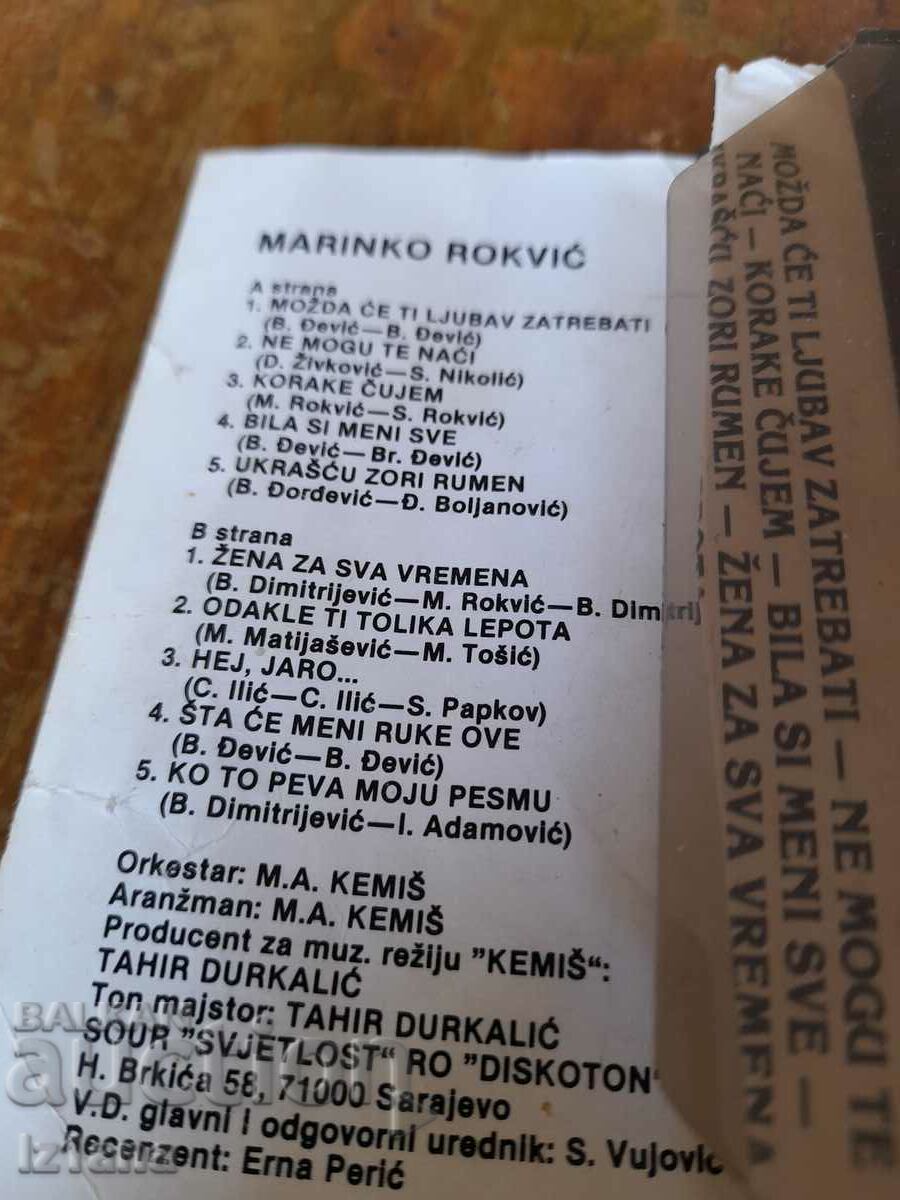 MARINKO ROKVIĆ
A strana
1. MOŽDA ĆE TI LJUBAV ZATREBATI
(B. Đević—B. Đević)
2. NE MOGU TE NAĆI
(D. Živković—S. Nikolić)
3. KORAKE ČUJEM
(M. Rokvić—S. Rokvić)
4. BILA SI MENI SVE
(B. Đević—Br. Đević)
5. UKRAŠĆU ZORI RUMEN
(B. Đorđević—Đ. Boljanović)
B strana
1. ŽENA ZA SVA VREMENA
(B. Dimitrijević—M. Rokvić—B. Dimitrij
2. ODAKLE TI TOLIKA LEPOTA
(M. Matijašević—M. Tošić)
3. HEJ, JARO...
(C. Ilić—C. Ilić—S. Papkov)
4. ŠTA ĆE MENI RUKE OVE
(B. Đević—B. Đević)
5. KO TO PEVA MOJU PESMU
(B. Dimitrijević—I. Adamović)
Orkestar: M.A. KEMIŠ
Aranžman: M.A. KEMIŠ
Producent za muz. režiju "KEMIŠ":
TAHIR DURKALIĆ
Ton majstor: TAHIR DURKALIĆ
SOUR "SVJETLOST" RO "DISKOTON"
H. Brkića 58, 71000 Sarajevo
V.D. glavni i odgovorni urednik: S. Vujovic
Recenzent: Erna Perić
MOŽDA ĆE TI LJUBAV ZATREBATI — NE MOGU TE
NAĆI — KORAKE ČUJEM — BILA SI MENI SVE —
UKRAŠĆU ZORI RUMEN — ŽENA ZA SVA VREMENA
BALKAN
auction